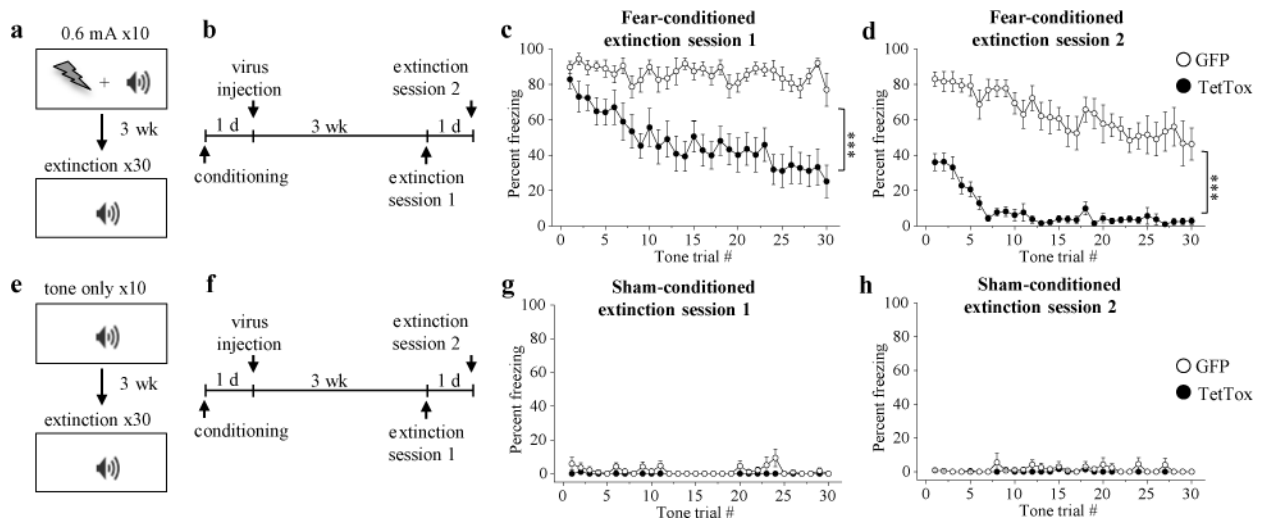 a
0.6 mA x10
+
3 wk
extinction x30
b
virus
injection
extinction
session 2
1 d
3 wk
1 d
conditioning
extinction
session 1
c
Fear-conditioned
extinction session 1
Percent freezing
100
80
60
40
20
0
***
0 5 10 15 20 25 30
Tone trial #
d
Fear-conditioned
extinction session 2
GFP
TetTox
Percent freezing
100
80
60
40
20
0
***
0 5 10 15 20 25 30
Tone trial #
e
tone only x10
3 wk
extinction x30
f
virus
injection
extinction
session 2
1 d
3 wk
1 d
conditioning
extinction
session 1
g
Sham-conditioned
extinction session 1
Percent freezing
100
80
60
40
20
0
0 5 10 15 20 25 30
Tone trial #
h
Sham-conditioned
extinction session 2
GFP
TetTox
Percent freezing
100
80
60
40
20
0
0 5 10 15 20 25 30
Tone trial #